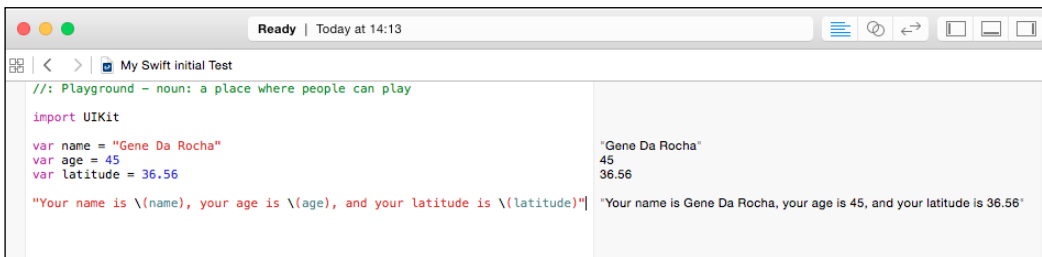 Ready | Today at 14:13
My Swift initial Test
//: Playground – noun: a place where people can play
import UIKit
var name = "Gene Da Rocha"
"Gene Da Rocha"
var age = 45
45
var latitude = 36.56
36.56
"Your name is \(name), your age is \(age), and your latitude is \(latitude)"
"Your name is Gene Da Rocha, your age is 45, and your latitude is 36.56"